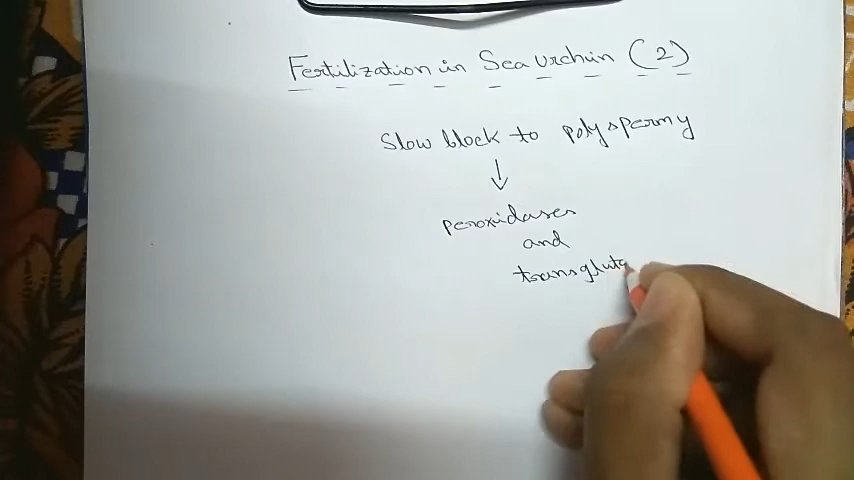 Fertilization in Sea urchin (2)
Slow block to polyspermy
peroxidases
and
transgluta